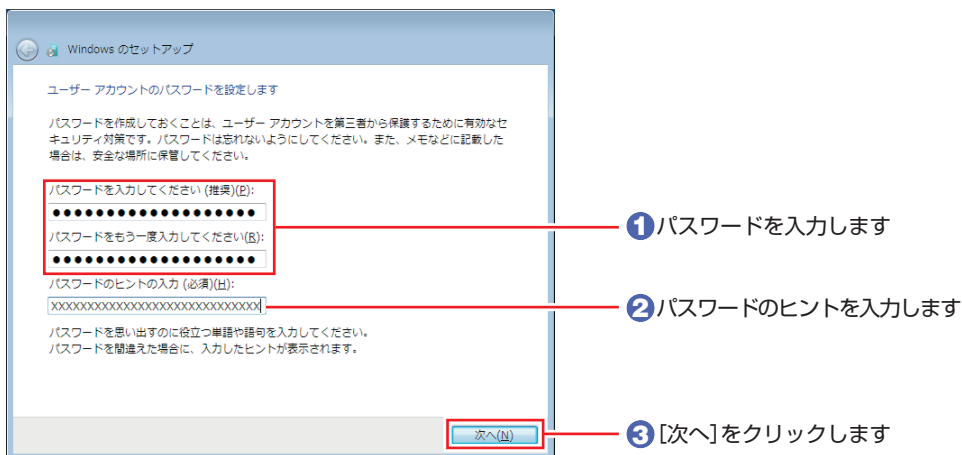 Windows のセットアップ
ユーザー アカウントのパスワードを設定します
パスワードを作成しておくことは、ユーザー アカウントを第三者から保護するために有効なセ
キュリティ対策です。パスワードは忘れないようにしてください。また、メモなどに記載した
場合は、安全な場所に保管してください。
パスワードを入力してください (推奨)(P):
●●●●●●●●●●●●●●●●●●●
❶パスワードを入力します
パスワードをもう一度入力してください(R):
●●●●●●●●●●●●●●●●●●●
パスワードのヒントの入力 (必須)(H):
XXXXXXXXXXXXXXXXXXXXXXXXXXXXX
❷パスワードのヒントを入力します
パスワードを思い出すのに役立つ単語や語句を入力してください。
パスワードを間違えた場合に、入力したヒントが表示されます。
次へ(N)
❸[次へ]をクリックします